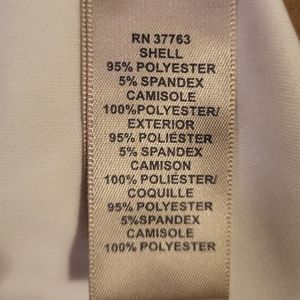 RN 37763
SHELL
95% POLYESTER
5% SPANDEX
CAMISOLE
100%POLYESTER/
EXTERIOR
95% POLIÉSTER
5% SPANDEX
CAMISON
100% POLIÉSTER/
COQUILLE
95% POLYESTER
5%SPANDEX
CAMISOLE
100% POLYESTER